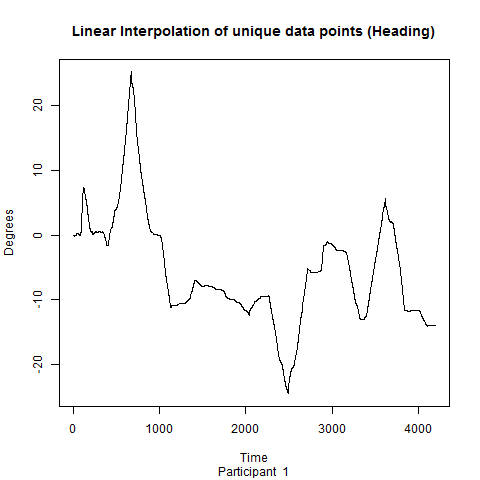 Linear Interpolation of unique data points (Heading)
Degrees
20
10
0
-10
-20
0 1000 2000 3000 4000
Time
Participant 1